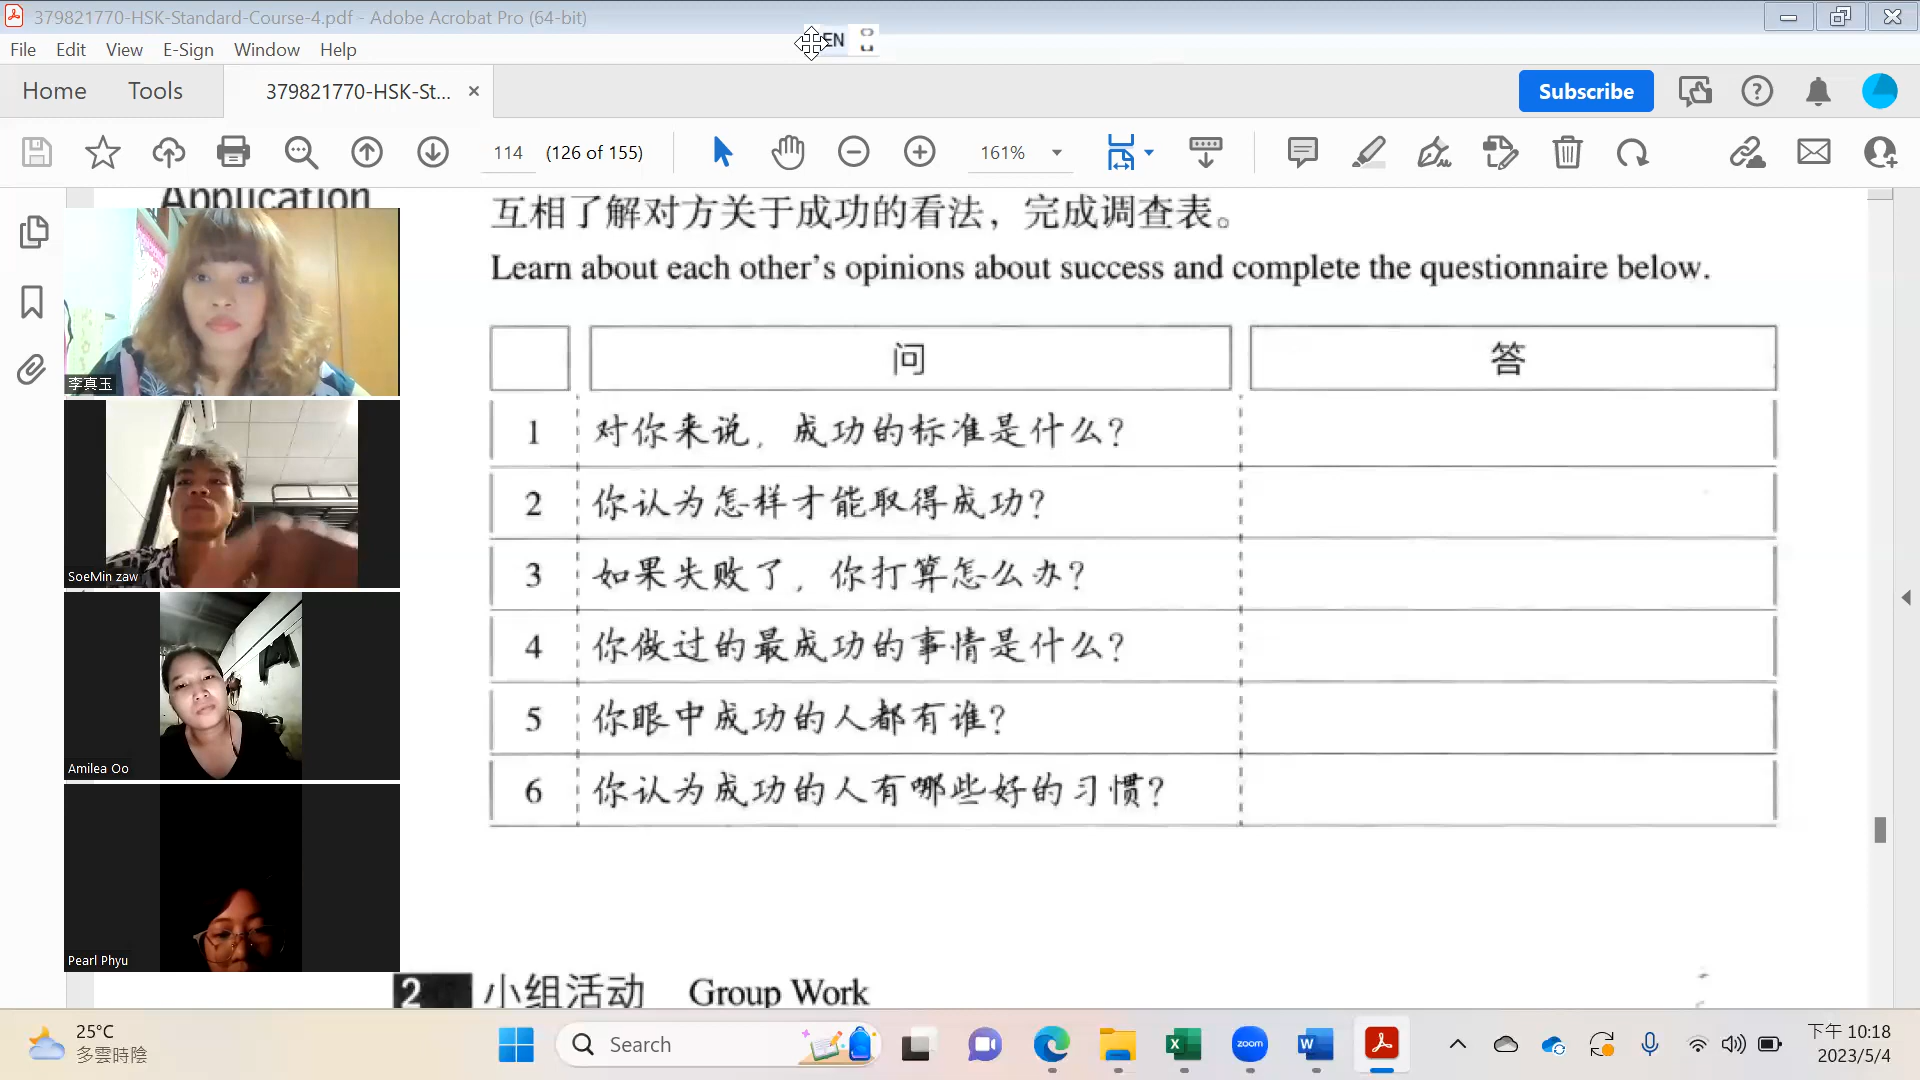 379821770-HSK-Standard-Course-4.pdf - Adobe Acrobat Pro (64-bit)
EN
File Edit View E-Sign Window Help
Home Tools 379821770-HSK-St... × Subscribe
114 (126 of 155) 161%
Application
互相了解对方关于成功的看法，完成调查表。
Learn about each other's opinions about success and complete the questionnaire below.
问 答
1 对你来说，成功的标准是什么？
2 你认为怎样才能取得成功？
3 如果失败了，你打算怎么办？
4 你做过的最成功的事情是什么？
5 你眼中成功的人都有谁？
6 你认为成功的人有哪些好的习惯？
李真玉
SoeMin zaw
Amilea Oo
Pearl Phyu
2 小组活动 Group Work
25°C
多雲時陰
Search
zoom
下午 10:18
2023/5/4